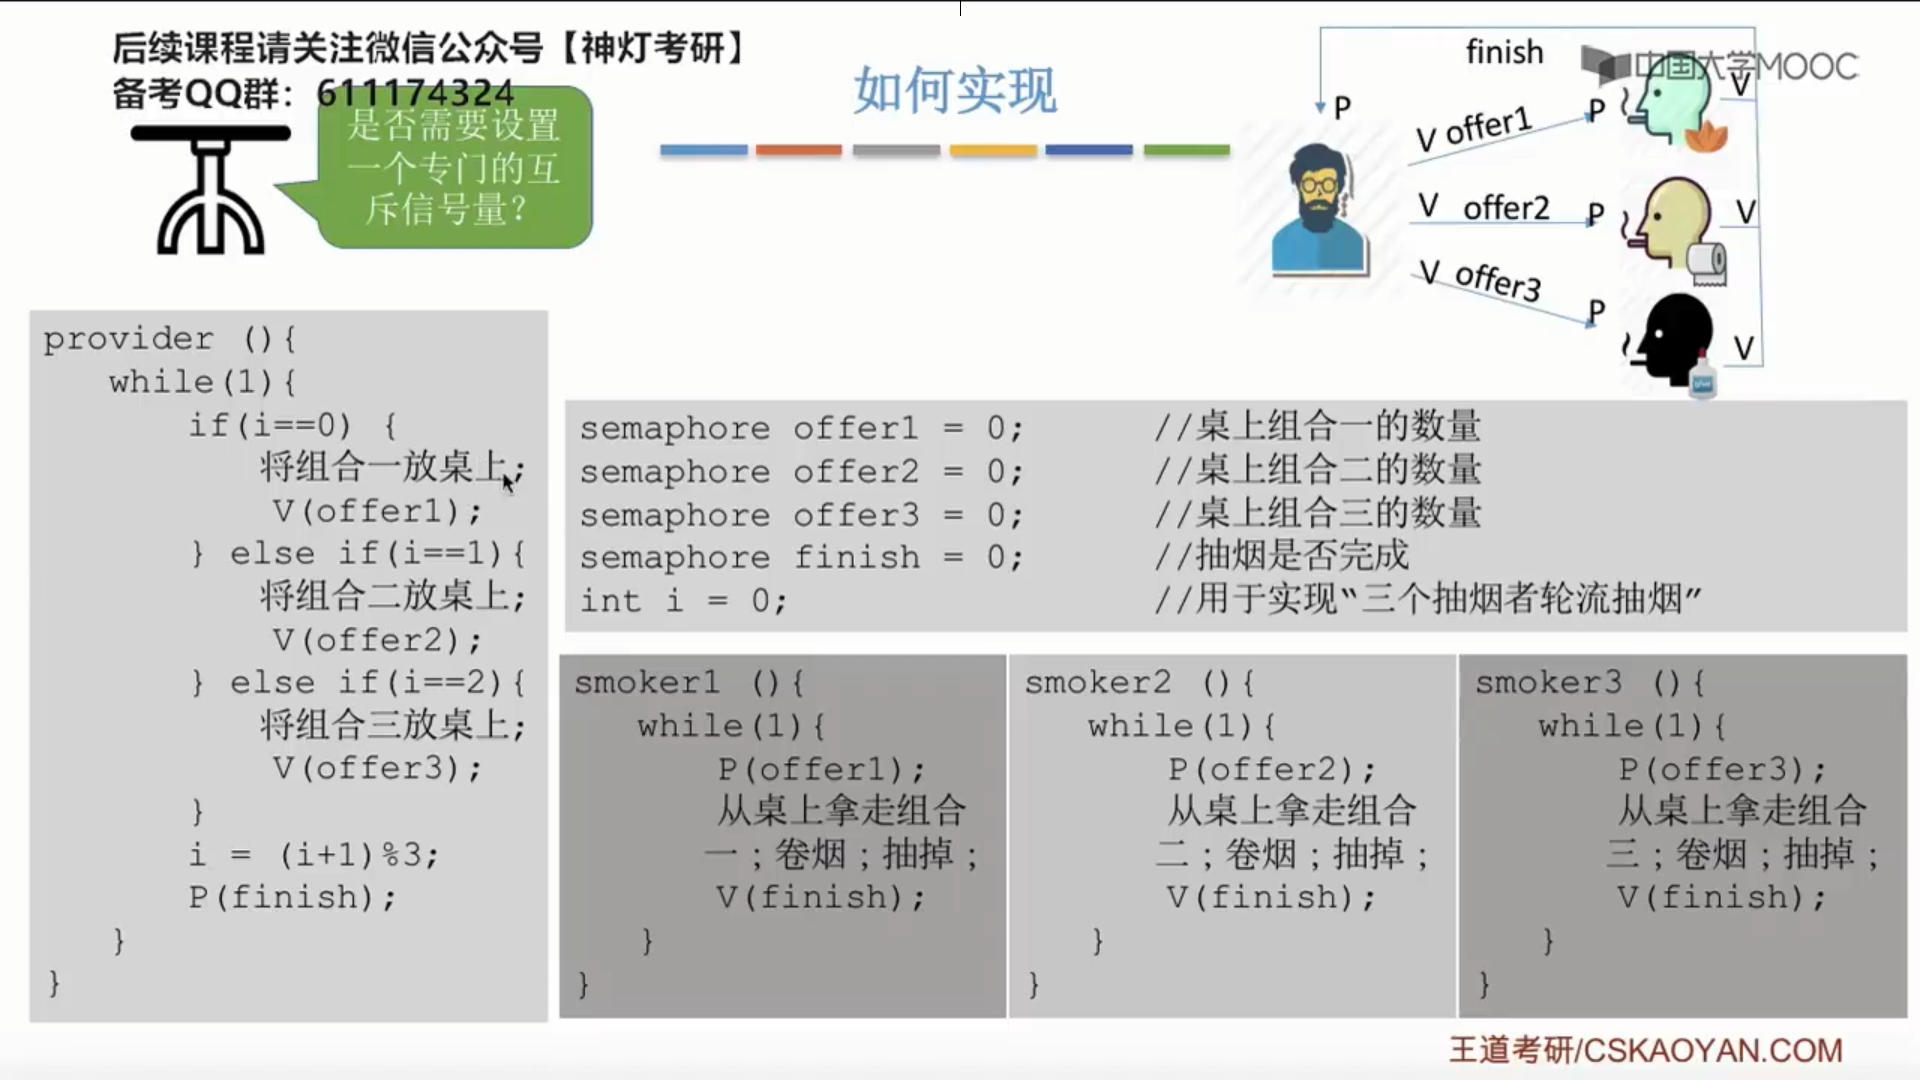 后续课程请关注微信公众号【神灯考研】
备考QQ群：611174324
是否需要设置
一个专门的互
斥信号量？
如何实现
finish
中国大学MOOC
P
V offer1
P
V
V offer2
P
V
V offer3
P
V
provider (){
while(1){
if(i==0) {
将组合一放桌上;
V(offer1);
} else if(i==1){
将组合二放桌上;
V(offer2);
} else if(i==2){
将组合三放桌上;
V(offer3);
}
i = (i+1)%3;
P(finish);
}
}
semaphore offer1 = 0; //桌上组合一的数量
semaphore offer2 = 0; //桌上组合二的数量
semaphore offer3 = 0; //桌上组合三的数量
semaphore finish = 0; //抽烟是否完成
int i = 0; //用于实现“三个抽烟者轮流抽烟”
smoker1 (){
while(1){
P(offer1);
从桌上拿走组合
一；卷烟；抽掉；
V(finish);
}
}
smoker2 (){
while(1){
P(offer2);
从桌上拿走组合
二；卷烟；抽掉；
V(finish);
}
}
smoker3 (){
while(1){
P(offer3);
从桌上拿走组合
三；卷烟；抽掉；
V(finish);
}
}
王道考研/CSKAOYAN.COM